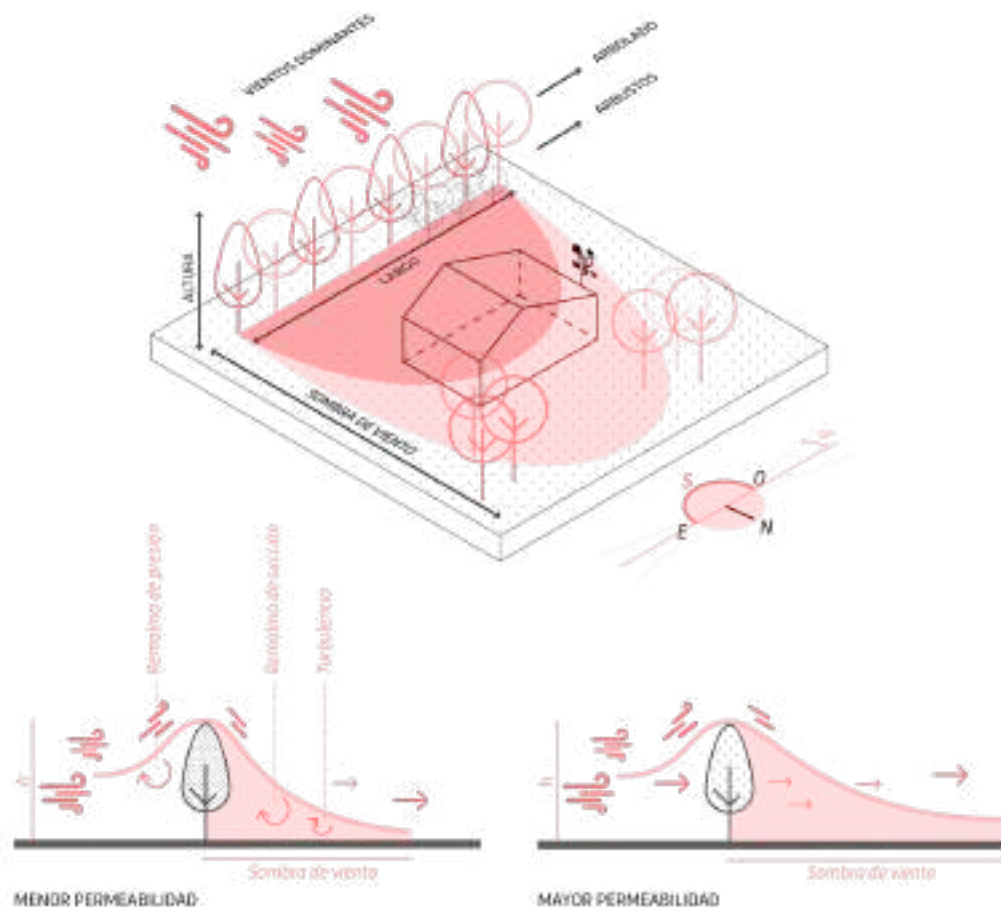 VIENTOS DOMINANTES
ARBOLADO
ARBUSTOS
ALTURA
LARGO
SOMBRA DE VIENTO
S
O
E
N
Remolino de presión
Remolino de succión
Turbulencia
h
h
Sombra de viento
Sombra de viento
MENOR PERMEABILIDAD
MAYOR PERMEABILIDAD